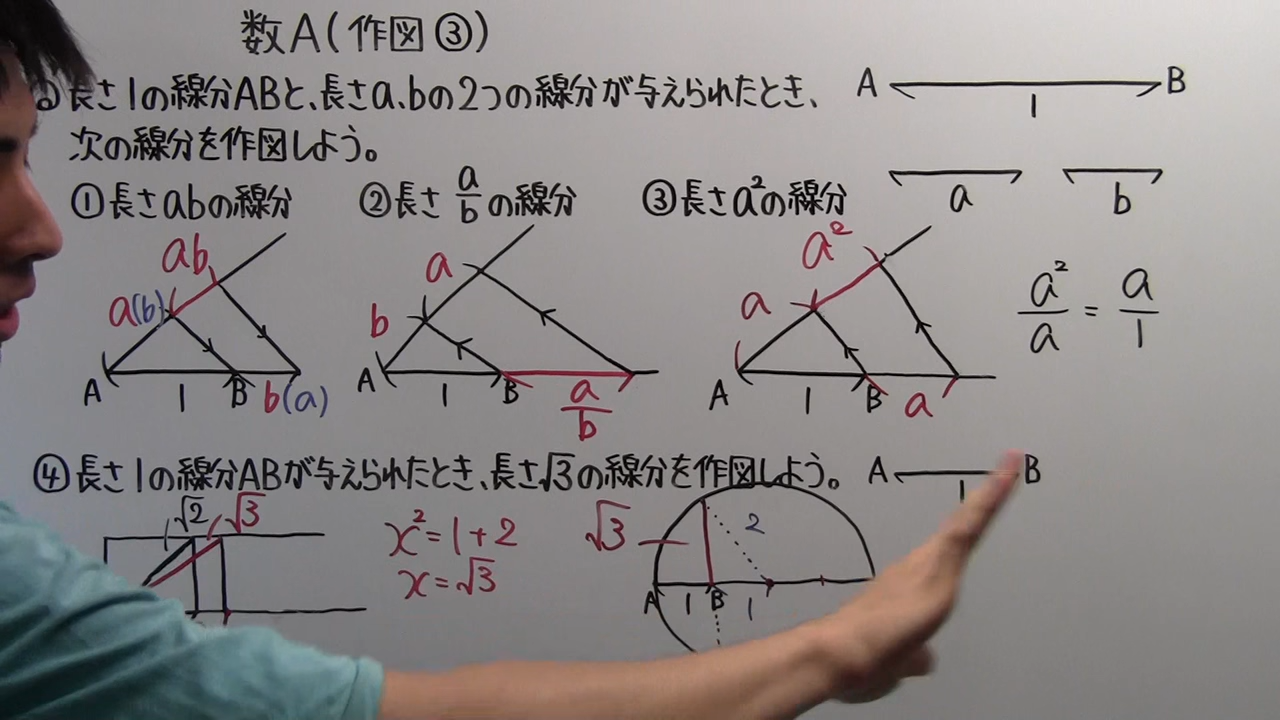 数A(作図③)
長さ1の線分ABと、長さa、bの2つの線分が与えられたとき、
次の線分を作図しよう。
A B
1
a b
①長さabの線分 ②長さa/bの線分 ③長さa²の線分
ab
a(b)
A 1 B b(a)
a
b
A 1 B a/b
a²
a
A 1 B a
a²/a = a/1
④長さ1の線分ABが与えられたとき、長さ√3の線分を作図しよう。 A B
1
√2 √3
x²=1+2
x=√3
√3 2
A 1 B 1